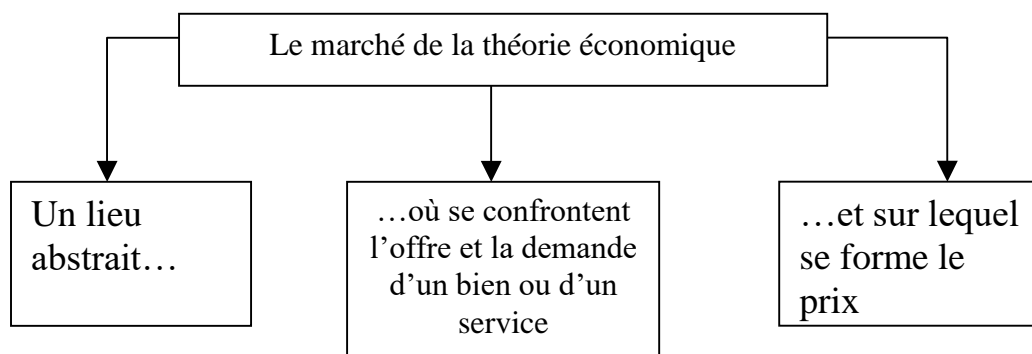 Le marché de la théorie économique
Un lieu
abstrait…
…où se confrontent
l’offre et la demande
d’un bien ou d’un
service
…et sur lequel
se forme le
prix